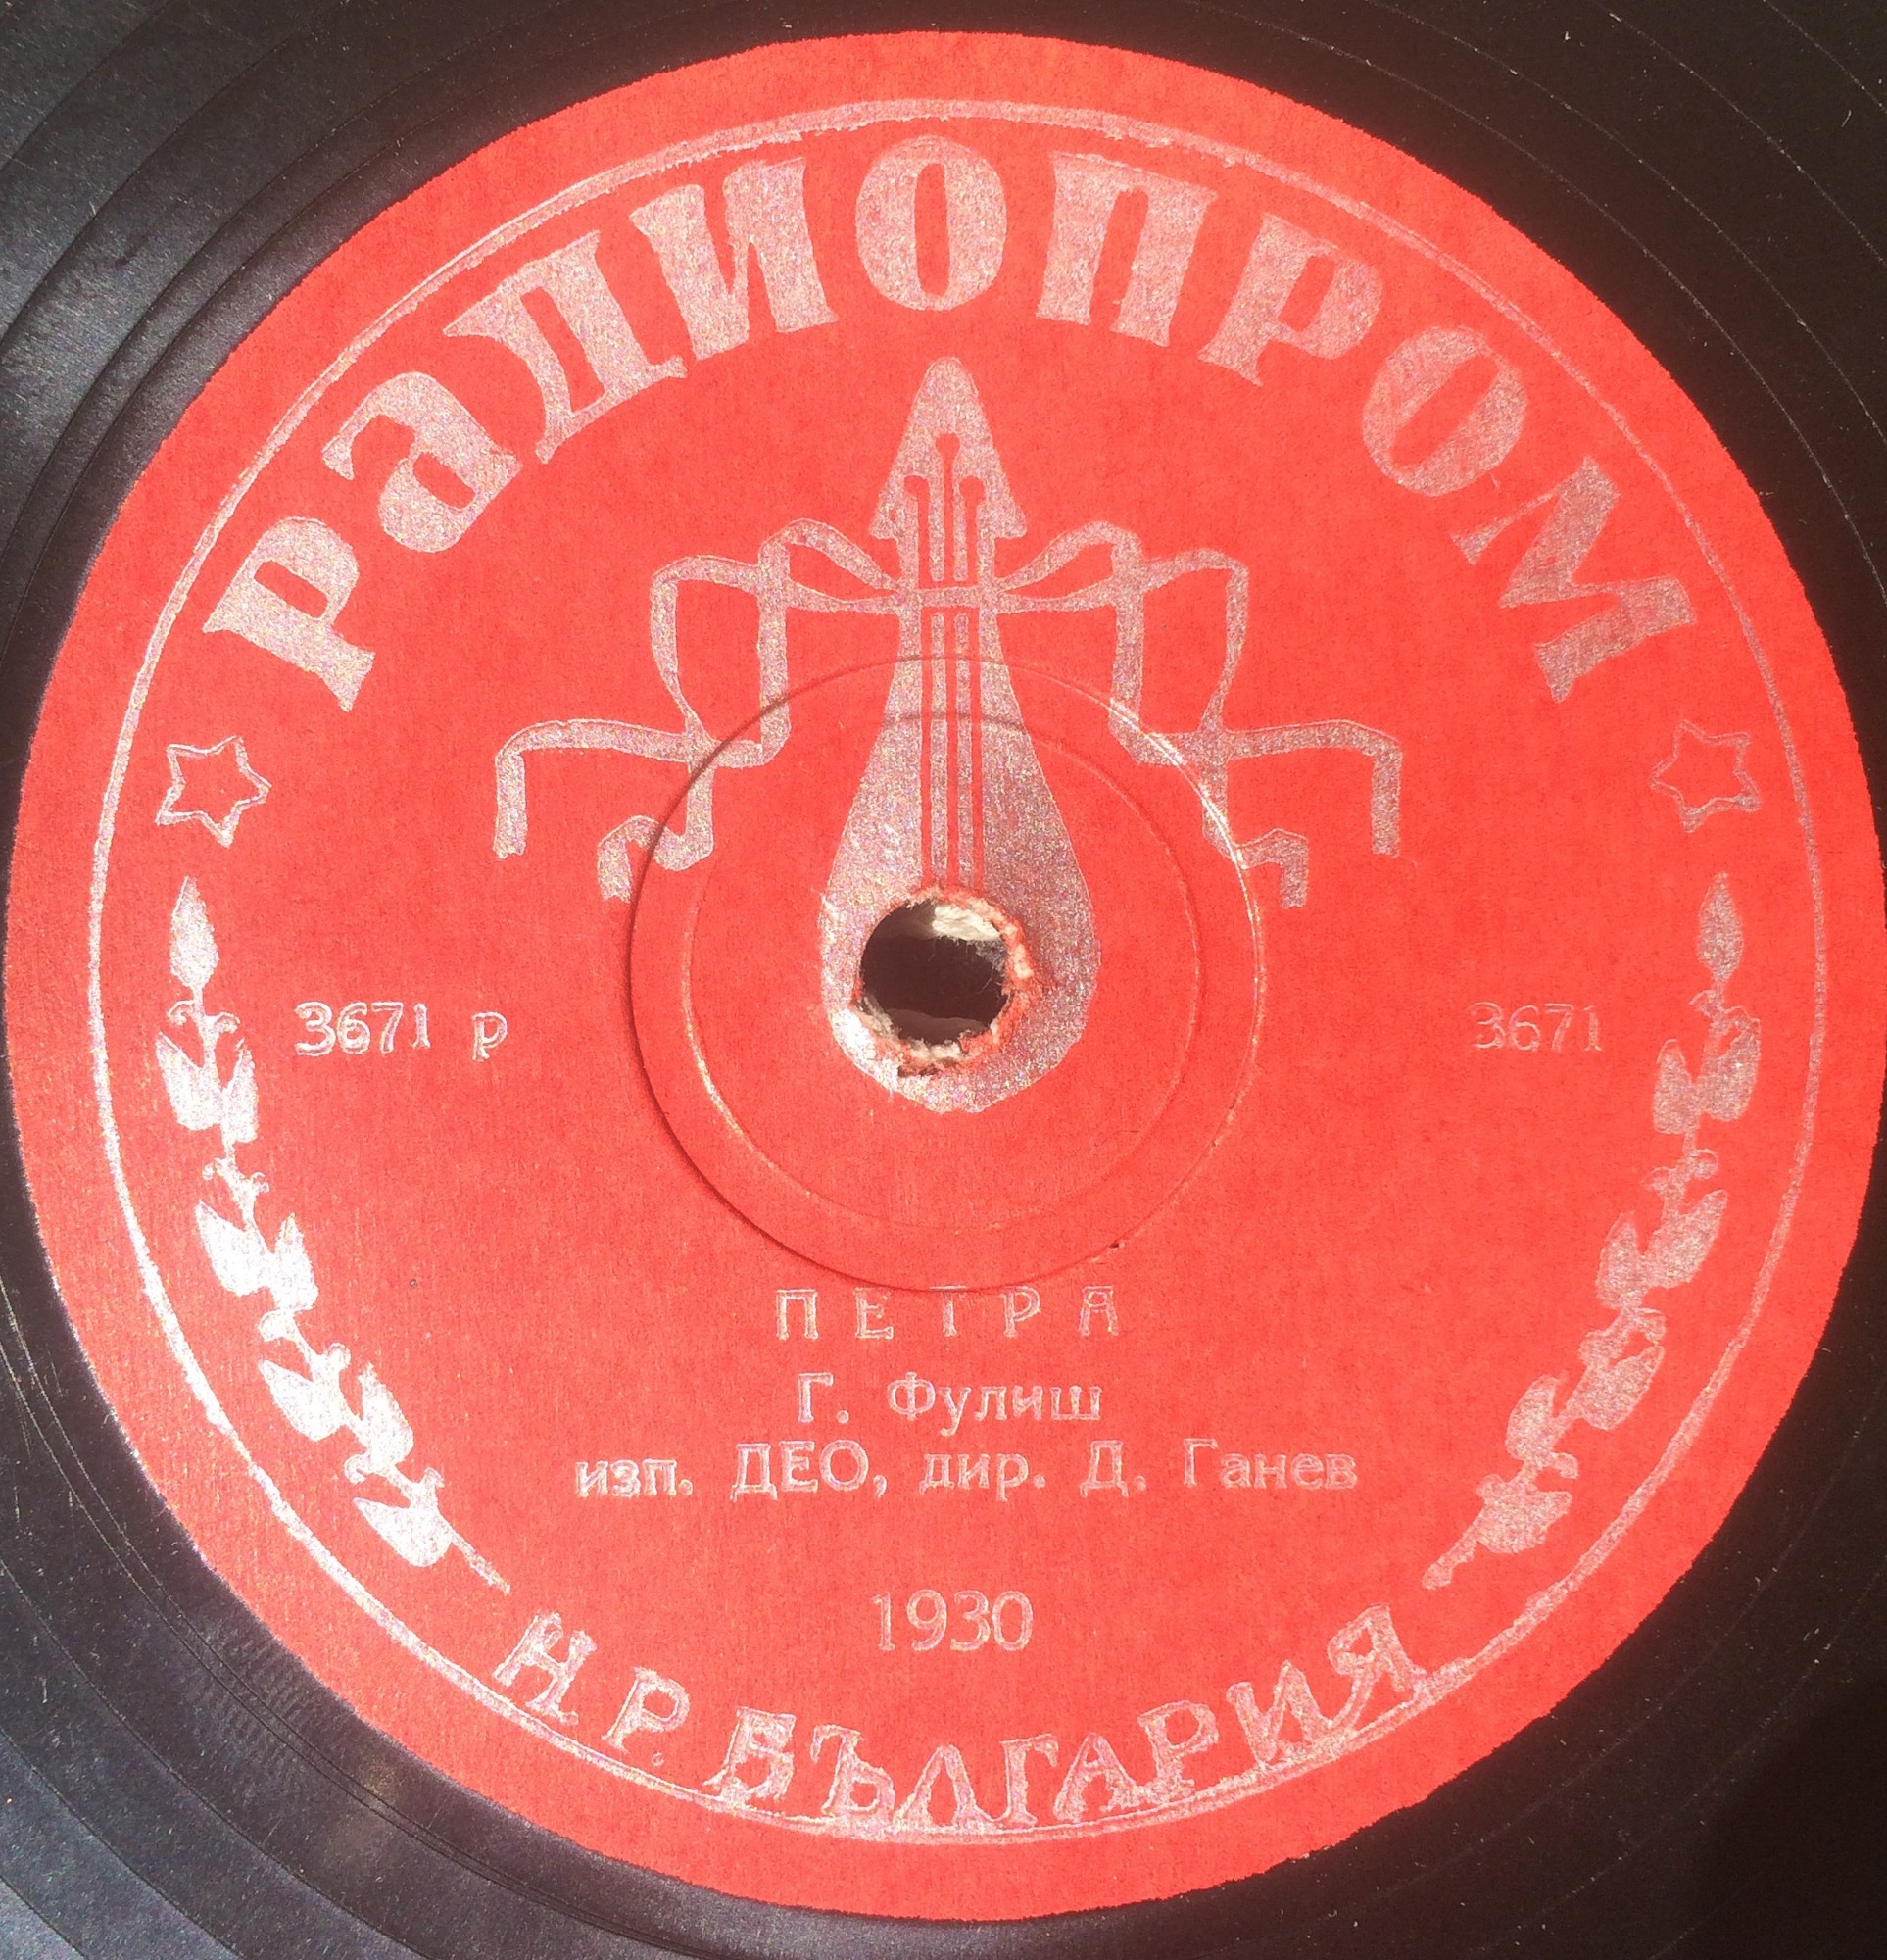 РАДИОПРОМ
3671 р
3671
ПЕТРА
Г. Фулиш
изп. ДЕО, дир. Д. Ганев
1930
Н.Р. БЪЛГАРИЯ